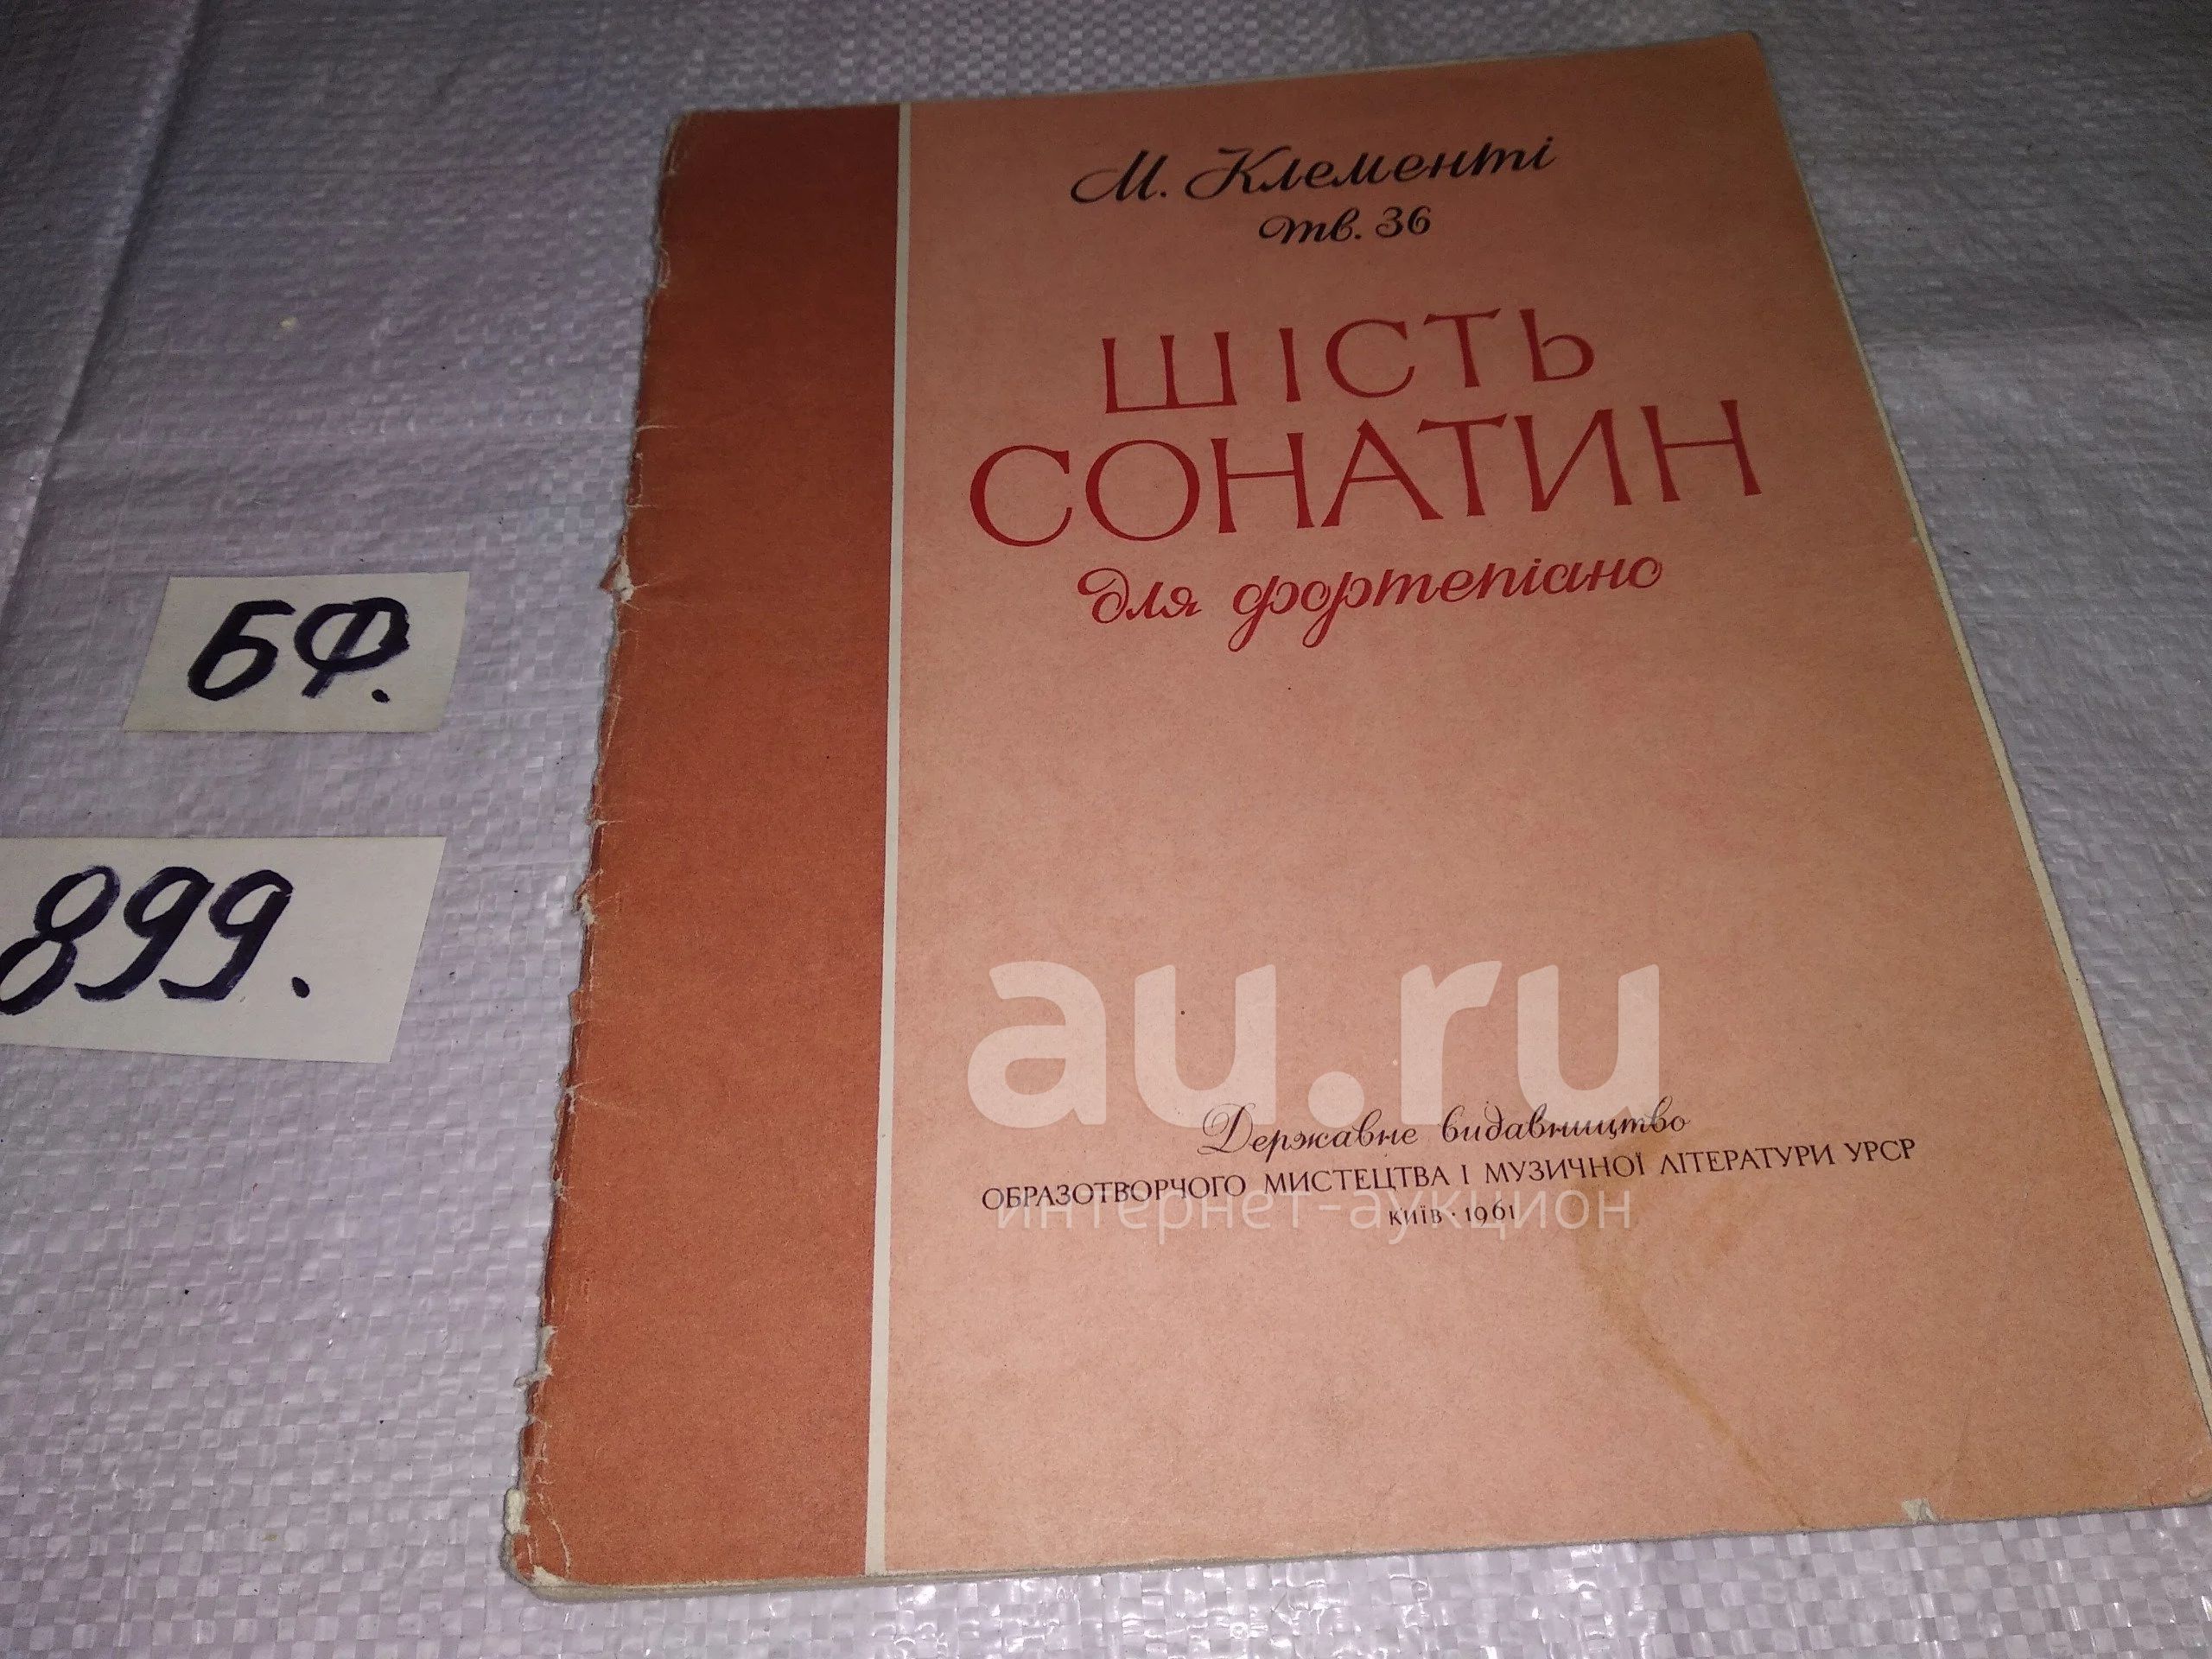 М. Клементі
тв. 36
ШІСТЬ
СОНАТИН
для фортепіано
БФ.
899.
au.ru
Державне видавництво
ОБРАЗОТВОРЧОГО МИСТЕЦТВА І МУЗИЧНОЇ ЛІТЕРАТУРИ УРСР
интернет-аукцион
КИЇВ · 1961